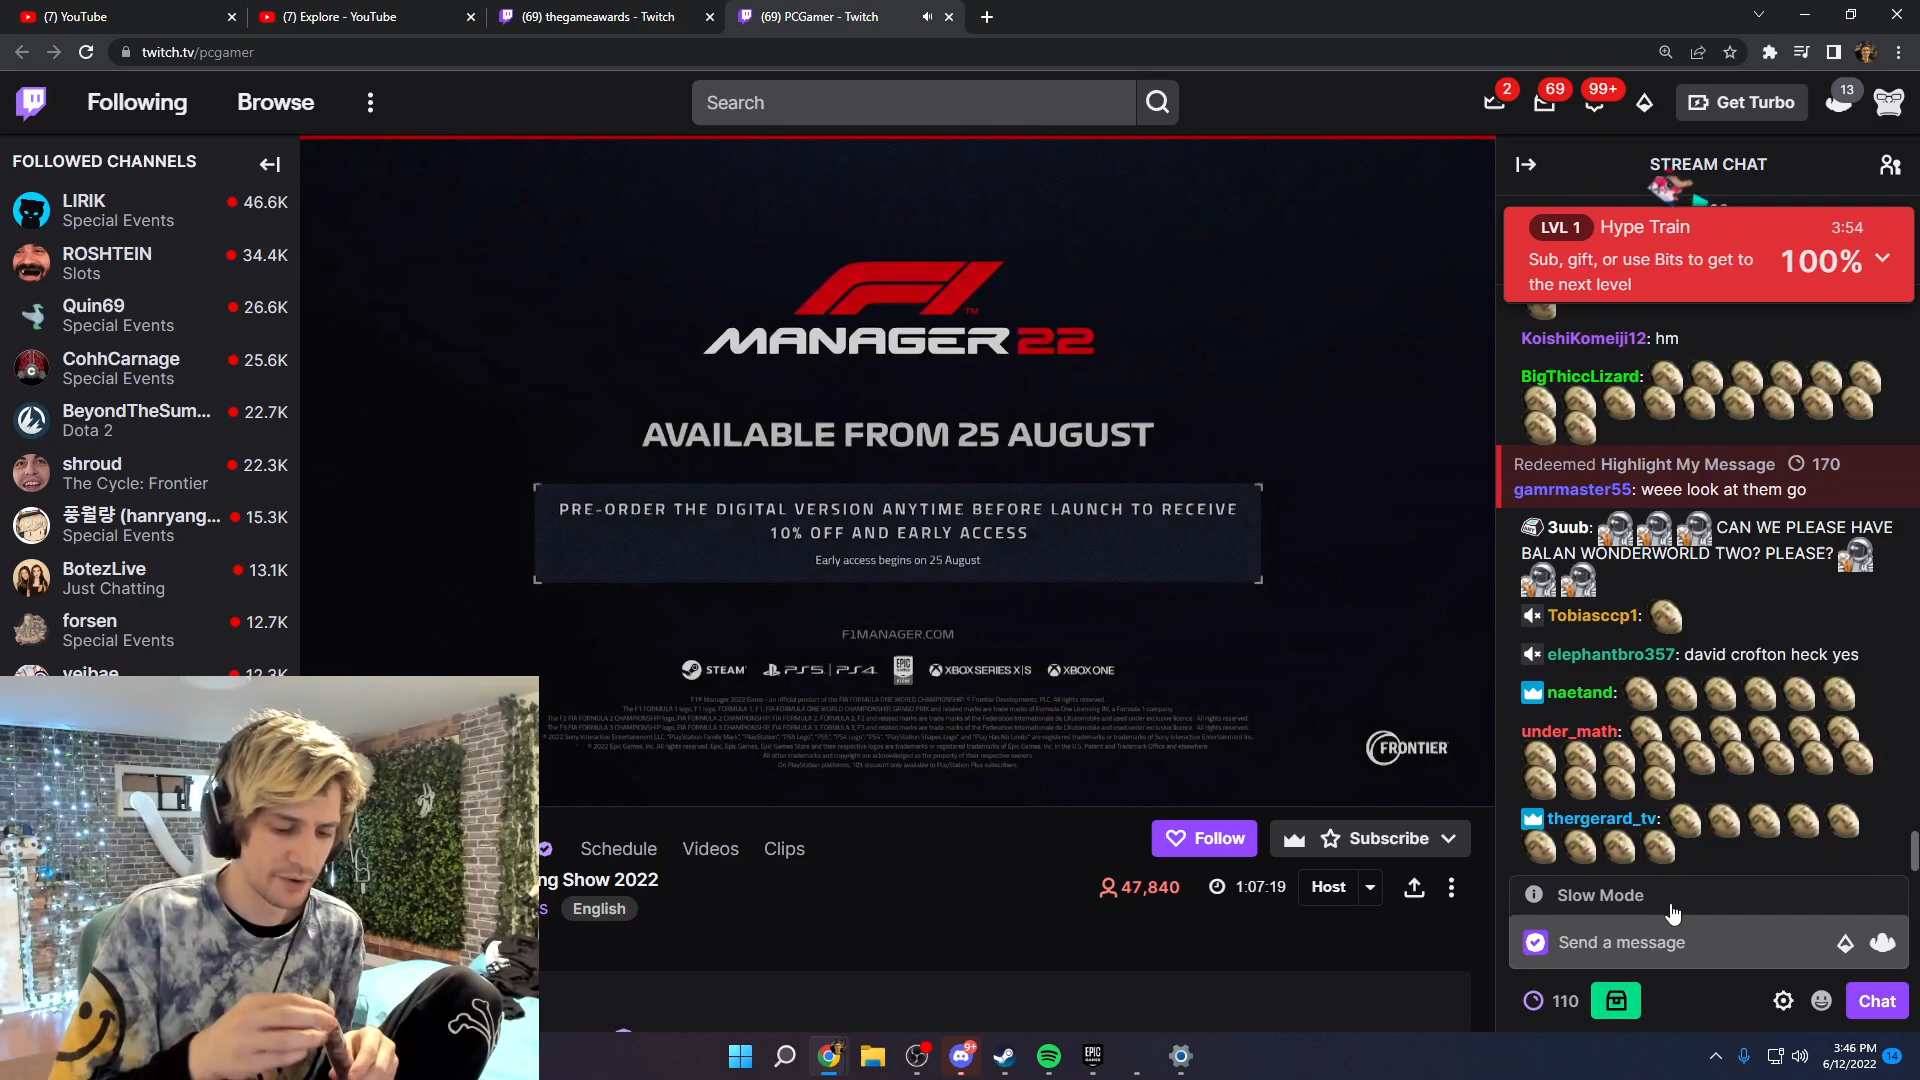 (7) YouTube
(7) Explore - YouTube
(69) thegameawards - Twitch
(69) PCGamer - Twitch
twitch.tv/pcgamer
Following
Browse
Search
2
69
99+
Get Turbo
13
FOLLOWED CHANNELS
LIRIK
46.6K
Special Events
ROSHTEIN
34.4K
Slots
Quin69
26.6K
Special Events
CohhCarnage
25.6K
Special Events
BeyondTheSum...
22.7K
Dota 2
shroud
22.3K
The Cycle: Frontier
풍월량 (hanryang...
15.3K
Special Events
BotezLive
13.1K
Just Chatting
forsen
12.7K
Special Events
F1
MANAGER 22
AVAILABLE FROM 25 AUGUST
PRE-ORDER THE DIGITAL VERSION ANYTIME BEFORE LAUNCH TO RECEIVE
10% OFF AND EARLY ACCESS
Early access begins on 25 August
F1MANAGER.COM
STEAM PS5 | PS4 EPIC GAMES XBOX SERIES X|S XBOX ONE
FRONTIER
Schedule
Videos
Clips
Follow
Subscribe
ng Show 2022
47,840
1:07:19
Host
S
English
STREAM CHAT
LVL 1 Hype Train
3:54
Sub, gift, or use Bits to get to
the next level
100%
KoishiKomeiji12: hm
BigThiccLizard:
Redeemed Highlight My Message 170
gamrmaster55: weee look at them go
3uub: CAN WE PLEASE HAVE
BALAN WONDERWORLD TWO? PLEASE?
Tobiasccp1:
elephantbro357: david crofton heck yes
naetand:
under_math:
thergerard_tv:
Slow Mode
Send a message
110
Chat
9+
EPIC
3:46 PM
6/12/2022
14